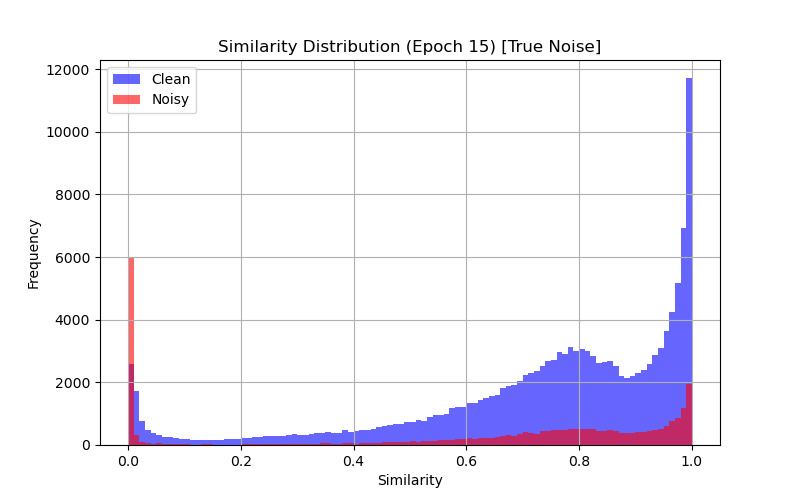 Similarity Distribution (Epoch 15) [True Noise]
Clean
Noisy
12000
10000
8000
6000
4000
2000
0
Frequency
0.0 0.2 0.4 0.6 0.8 1.0
Similarity